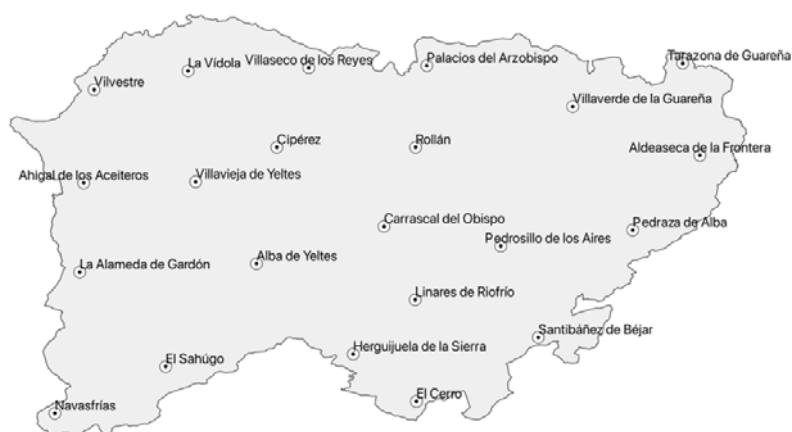 Tarazona de Guareña
La Vídola
Villaseco de los Reyes
Palacios del Arzobispo
Vilvestre
Villaverde de la Guareña
Cipérez
Rollán
Aldeaseca de la Frontera
Ahigal de los Aceiteros
Villavieja de Yeltes
Carrascal del Obispo
Pedraza de Alba
Pedrosillo de los Aires
La Alameda de Gardón
Alba de Yeltes
Linares de Riofrío
Santibáñez de Béjar
Herguijuela de la Sierra
El Sahúgo
El Cerro
Navasfrías